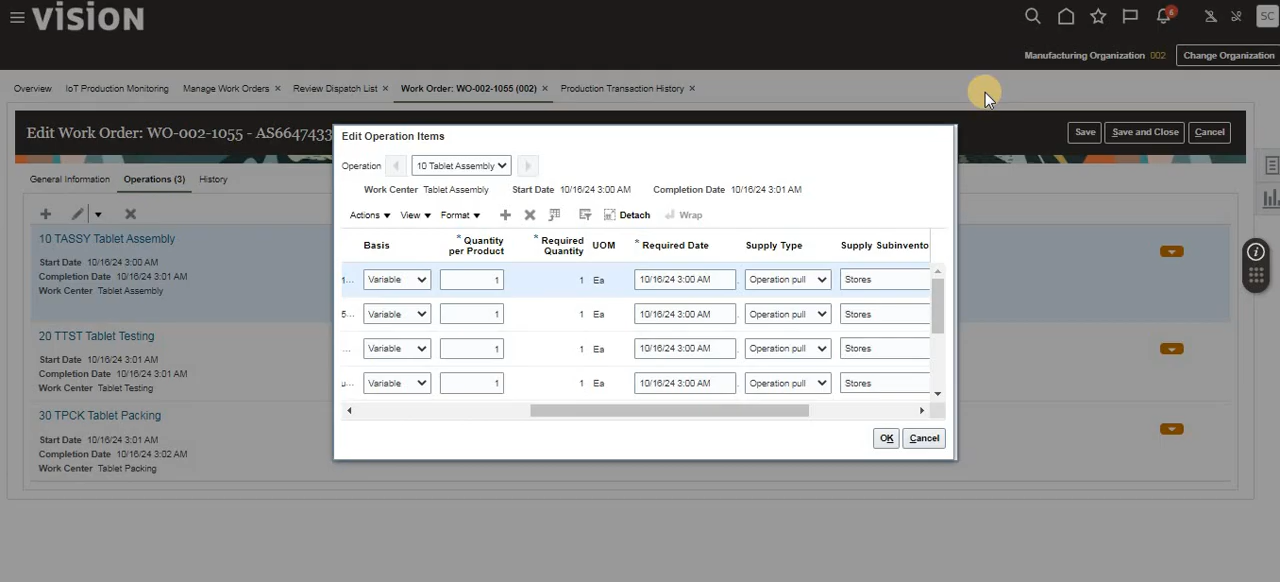 VISION
6
SC
Manufacturing Organization 002
Change Organization
Overview
IoT Production Monitoring
Manage Work Orders ×
Review Dispatch List ×
Work Order: WO-002-1055 (002) ×
Production Transaction History ×
Edit Work Order: WO-002-1055 - AS6647433
Save
Save and Close
Cancel
General Information
Operations (3)
History
10 TASSY Tablet Assembly
Start Date 10/16/24 3:00 AM
Completion Date 10/16/24 3:01 AM
Work Center Tablet Assembly
20 TTST Tablet Testing
Start Date 10/16/24 3:01 AM
Completion Date 10/16/24 3:01 AM
Work Center Tablet Testing
30 TPCK Tablet Packing
Start Date 10/16/24 3:01 AM
Completion Date 10/16/24 3:02 AM
Work Center Tablet Packing
Edit Operation Items
Operation 10 Tablet Assembly
Work Center Tablet Assembly Start Date 10/16/24 3:00 AM Completion Date 10/16/24 3:01 AM
Actions View Format Detach Wrap
Basis * Quantity per Product * Required Quantity UOM * Required Date Supply Type Supply Subinvento
1... Variable 1 1 Ea 10/16/24 3:00 AM Operation pull Stores
5... Variable 1 1 Ea 10/16/24 3:00 AM Operation pull Stores
... Variable 1 1 Ea 10/16/24 3:00 AM Operation pull Stores
u... Variable 1 1 Ea 10/16/24 3:00 AM Operation pull Stores
OK Cancel